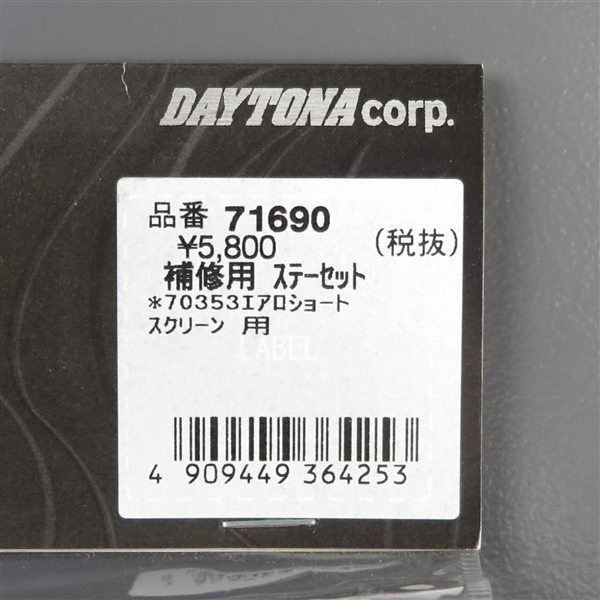 DAYTONA corp.
品番 71690
¥5,800 (税抜)
補修用 ステーセット
*70353エアロショート
スクリーン 用
LABEL
4 909449 364253